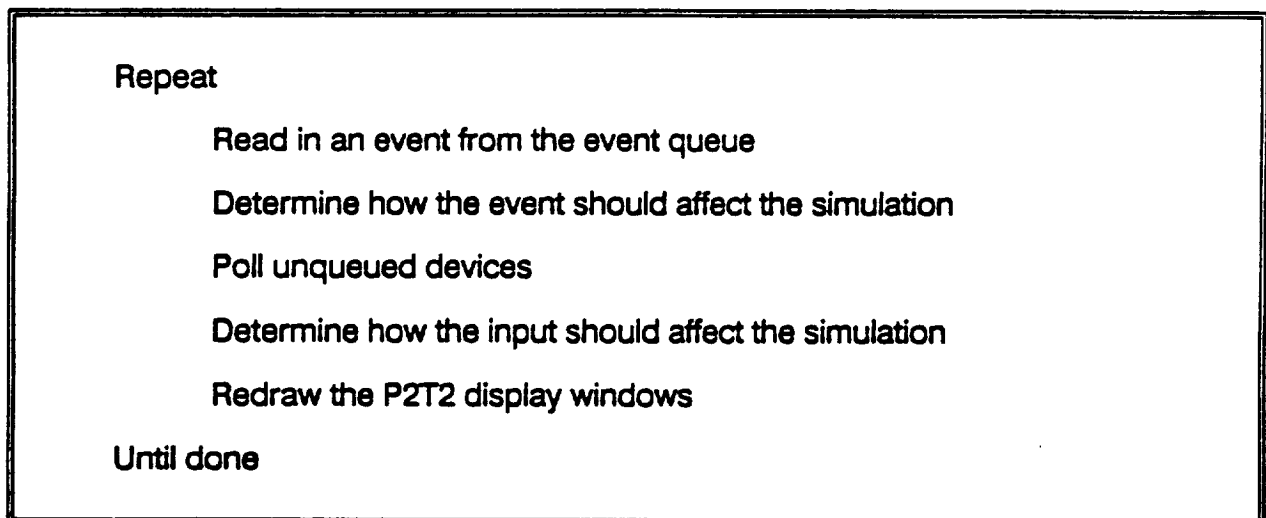 Repeat
Read in an event from the event queue
Determine how the event should affect the simulation
Poll unqueued devices
Determine how the input should affect the simulation
Redraw the P2T2 display windows
Until done